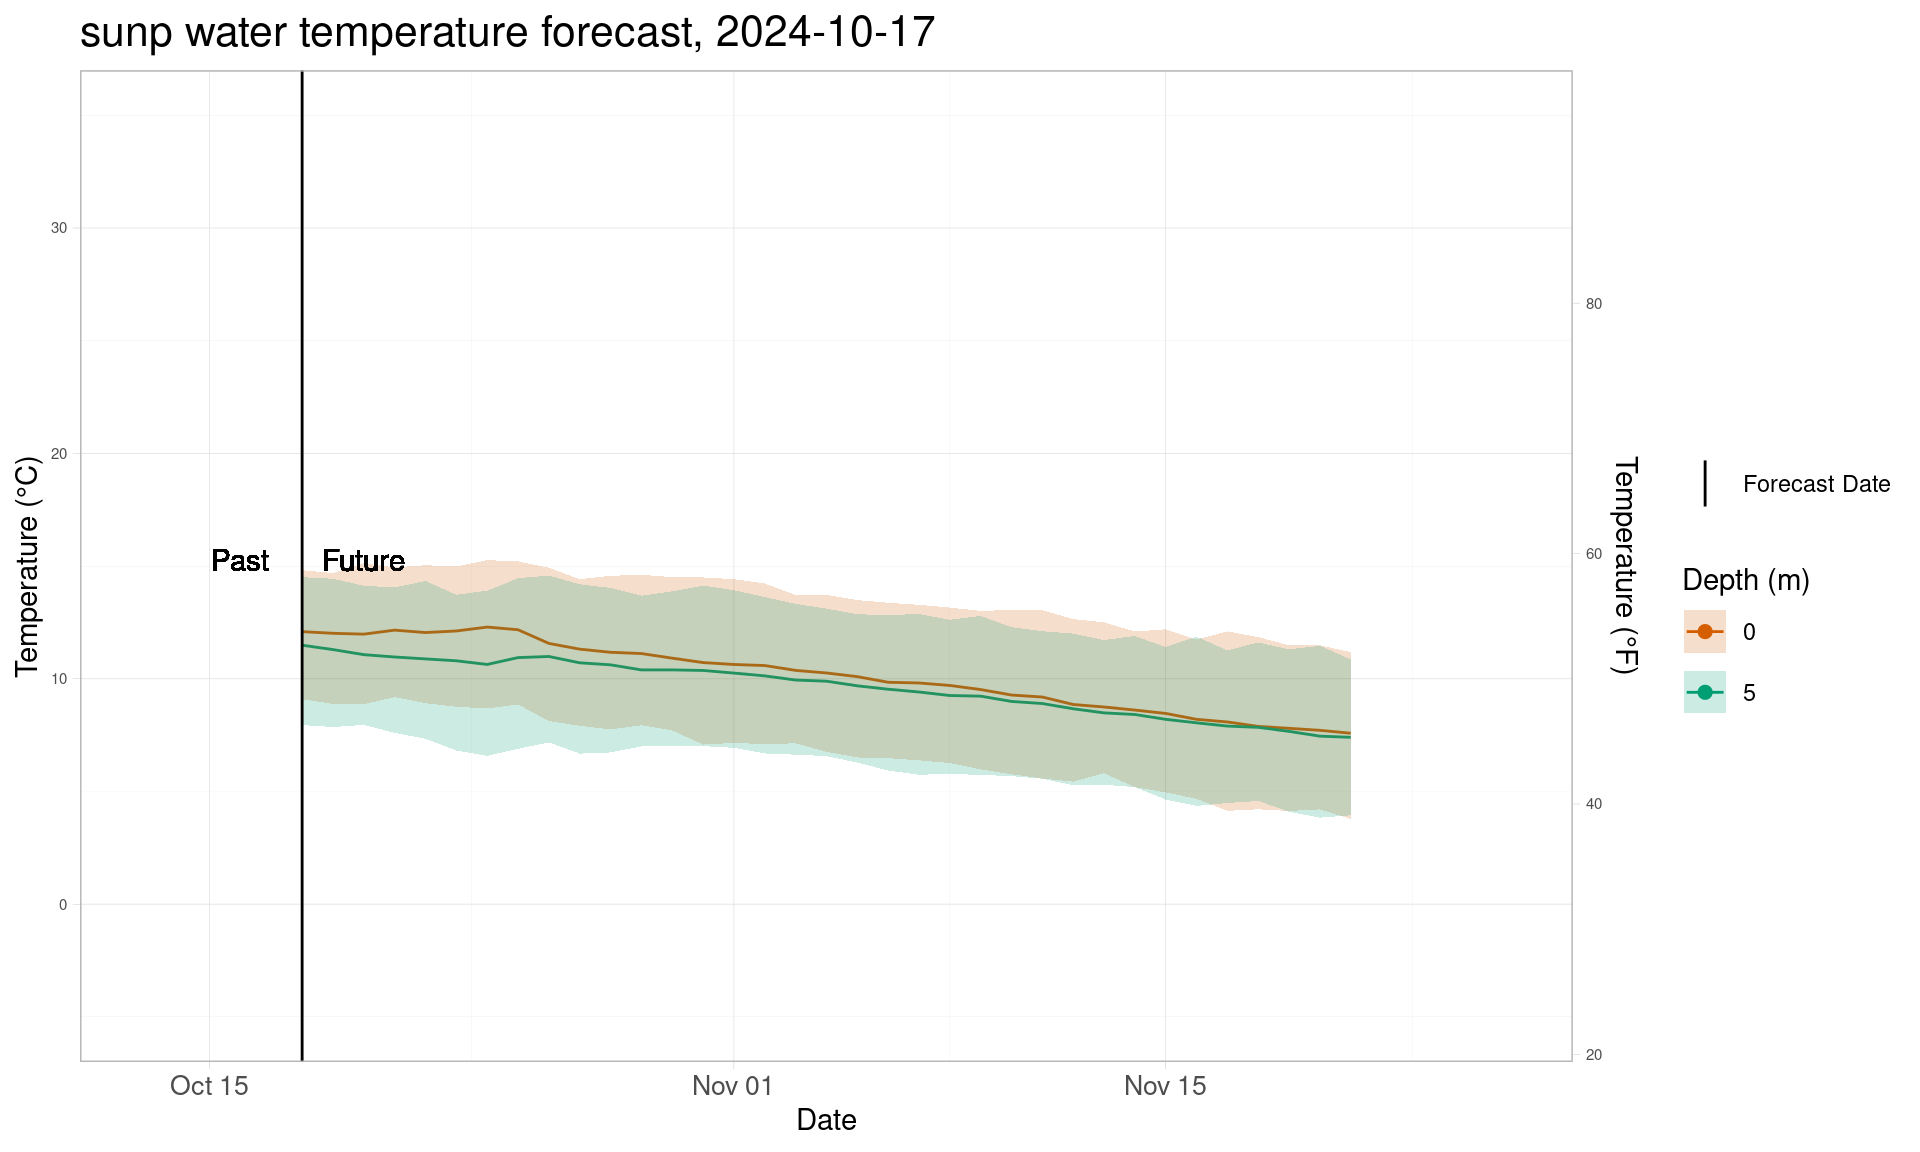 sunp water temperature forecast, 2024-10-17
30
20
10
0
Temperature (°C)
Past
Future
80
60
40
20
Temperature (°F)
Oct 15
Nov 01
Nov 15
Date
Forecast Date
Depth (m)
0
5